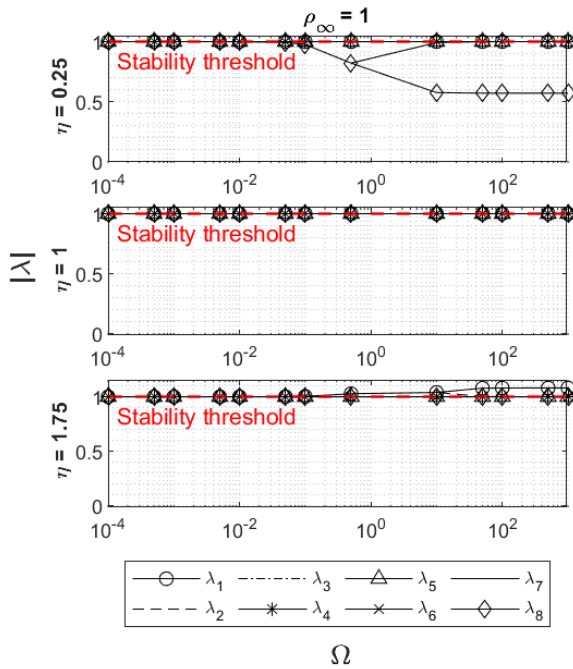 ρ∞ = 1
1
Stability threshold
0.5
0
η = 0.25
10⁻⁴ 10⁻² 10⁰ 10²
1
Stability threshold
0.5
0
η = 1
|λ|
10⁻⁴ 10⁻² 10⁰ 10²
1
Stability threshold
0.5
0
η = 1.75
10⁻⁴ 10⁻² 10⁰ 10²
λ₁ λ₃ λ₅ λ₇
λ₂ λ₄ λ₆ λ₈
Ω